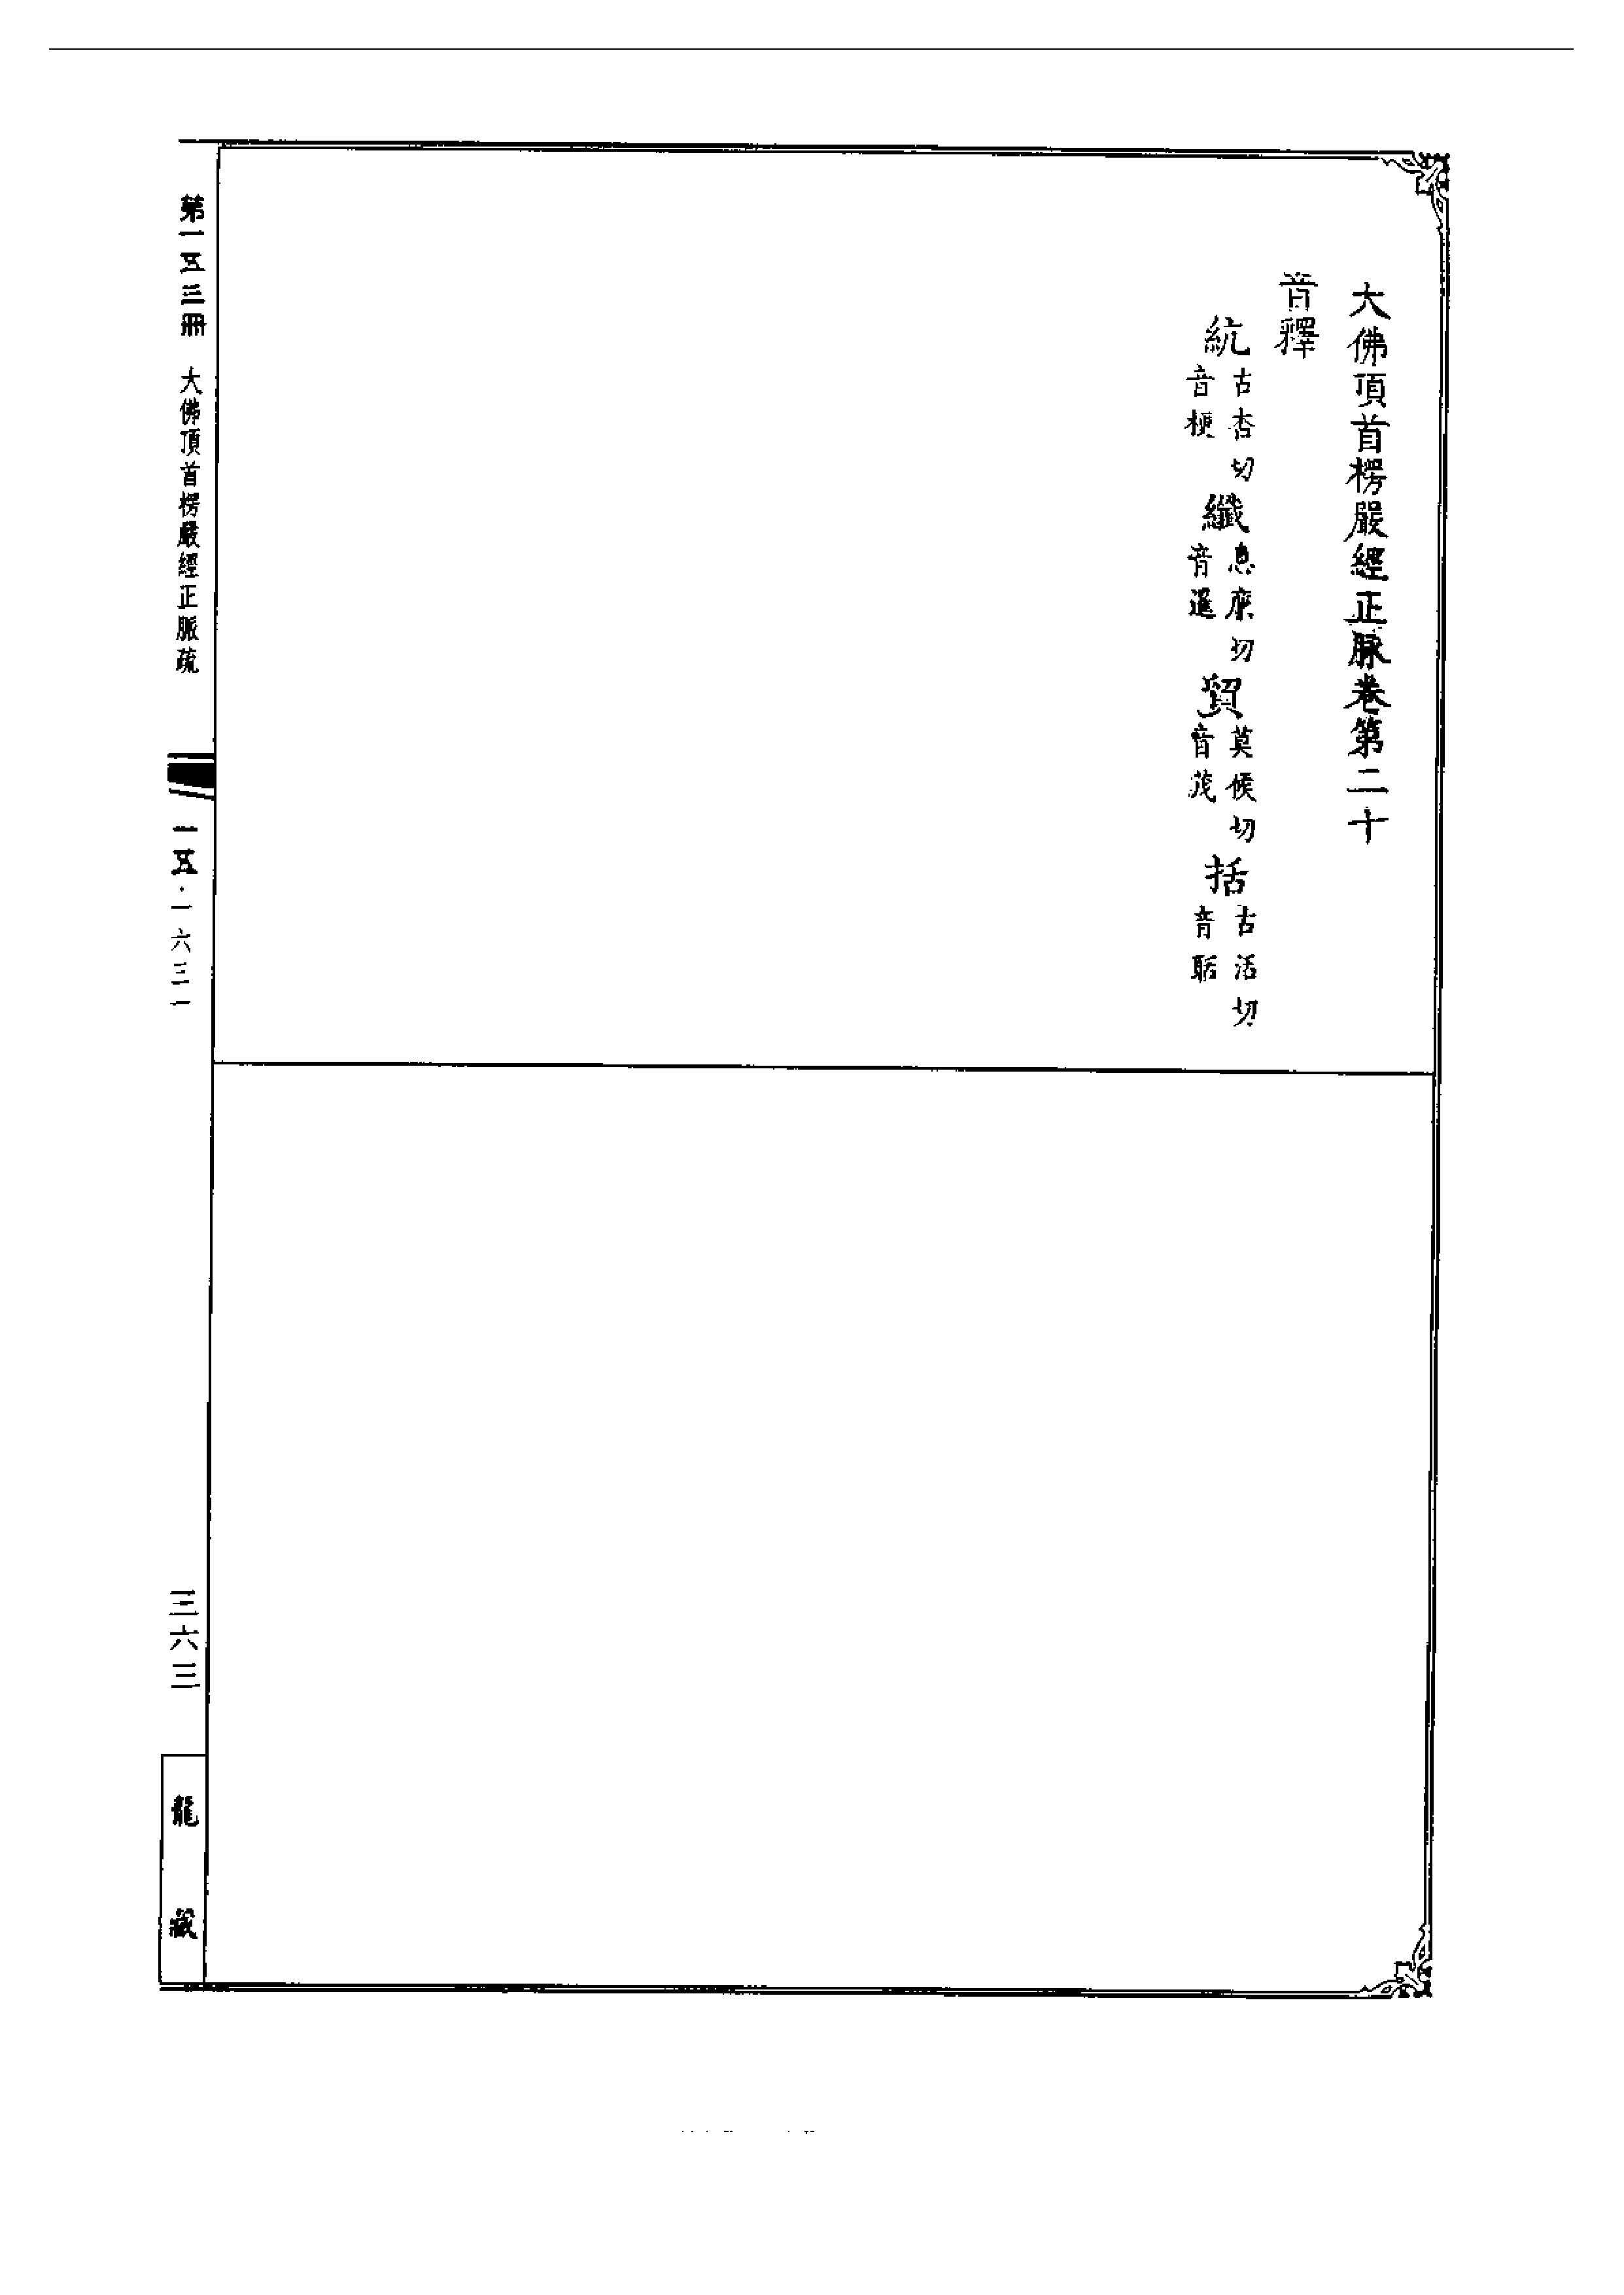 大佛頂首楞嚴經正脉卷第二十
音釋
䋁古杏切音梗 纖息廉切音暹 貿莫候切音茂 括古活切音聒
第一五三冊 大佛頂首楞嚴經正脈疏 一五·一六三一 三六三 龍藏